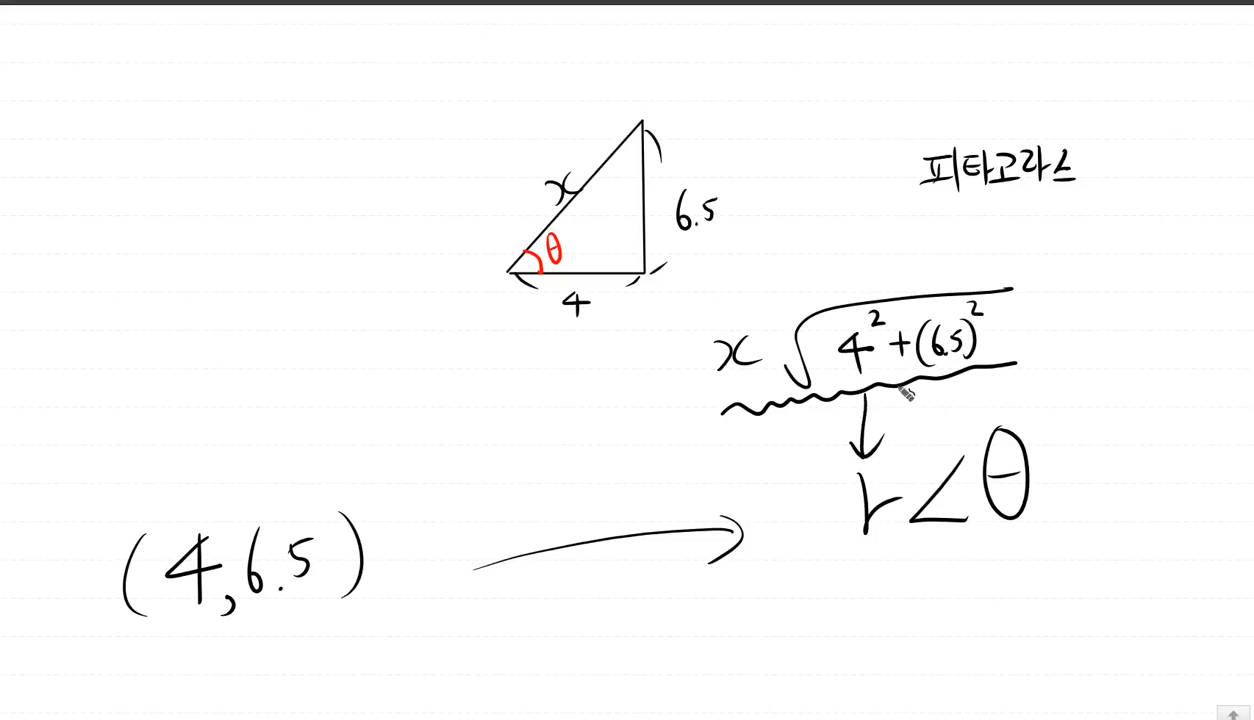 피타고라스
x
θ
6.5
4
x √(4² + (6.5)²)
r∠θ
(4, 6.5)